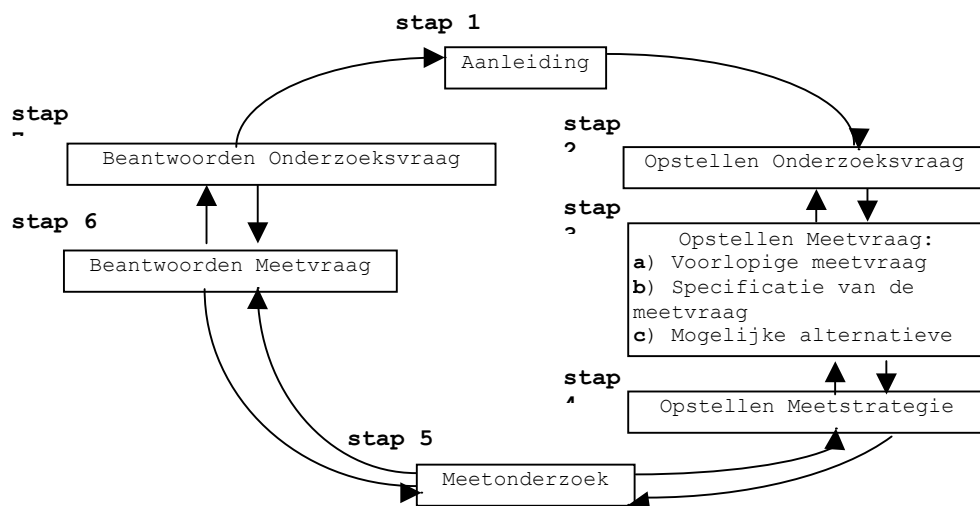 stap 1
Aanleiding
stap
Opstellen Onderzoeksvraag
stap
Opstellen Meetvraag:
a) Voorlopige meetvraag
b) Specificatie van de
meetvraag
c) Mogelijke alternatieve
stap
Opstellen Meetstrategie
stap 5
Meetonderzoek
stap 6
Beantwoorden Meetvraag
stap
Beantwoorden Onderzoeksvraag